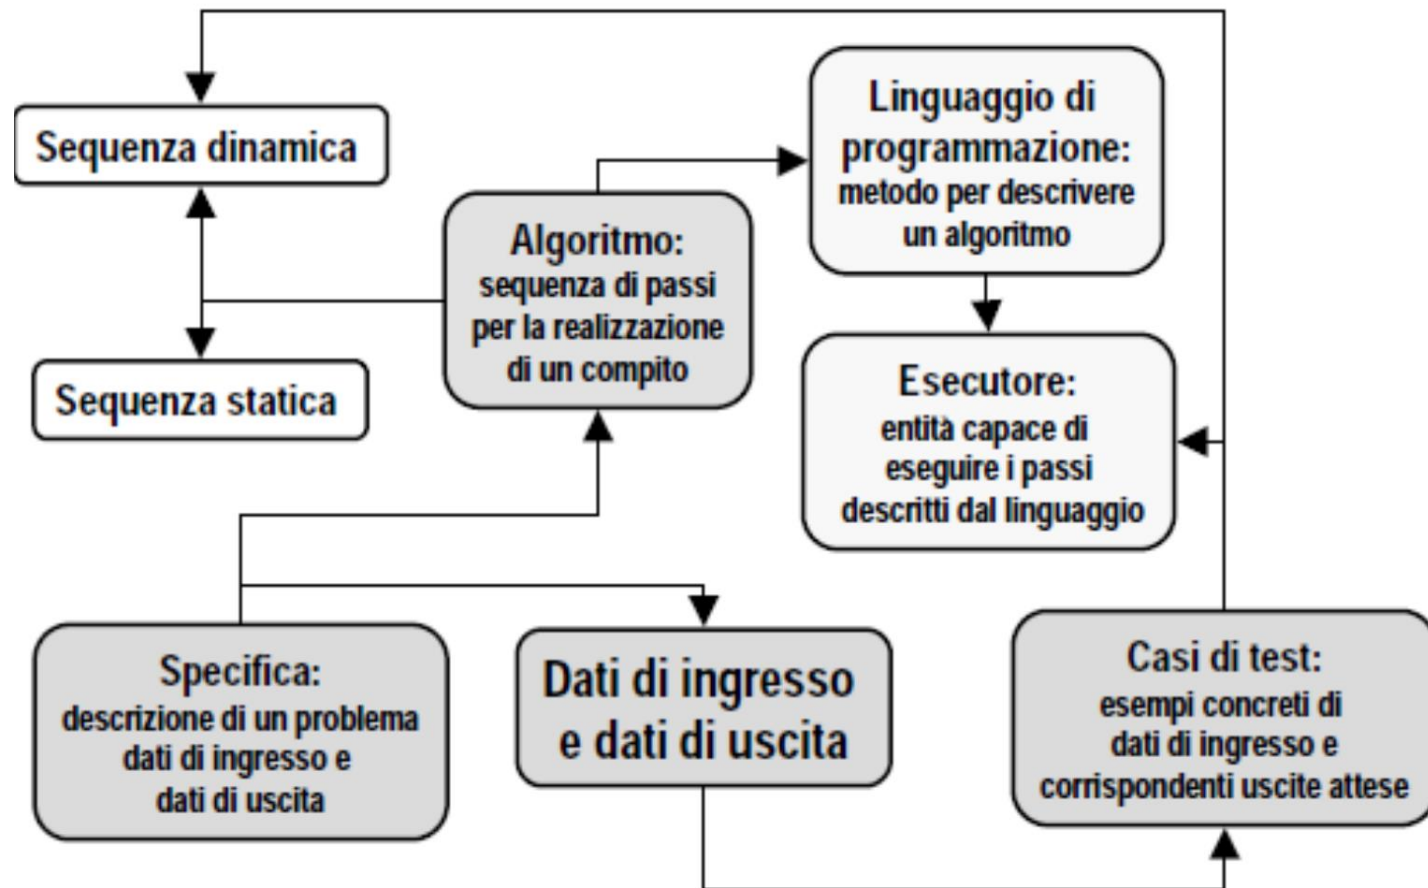 Sequenza dinamica
Linguaggio di
programmazione:
metodo per descrivere
un algoritmo
Algoritmo:
sequenza di passi
per la realizzazione
di un compito
Sequenza statica
Esecutore:
entità capace di
eseguire i passi
descritti dal linguaggio
Specifica:
descrizione di un problema
dati di ingresso e
dati di uscita
Dati di ingresso
e dati di uscita
Casi di test:
esempi concreti di
dati di ingresso e
corrispondenti uscite attese